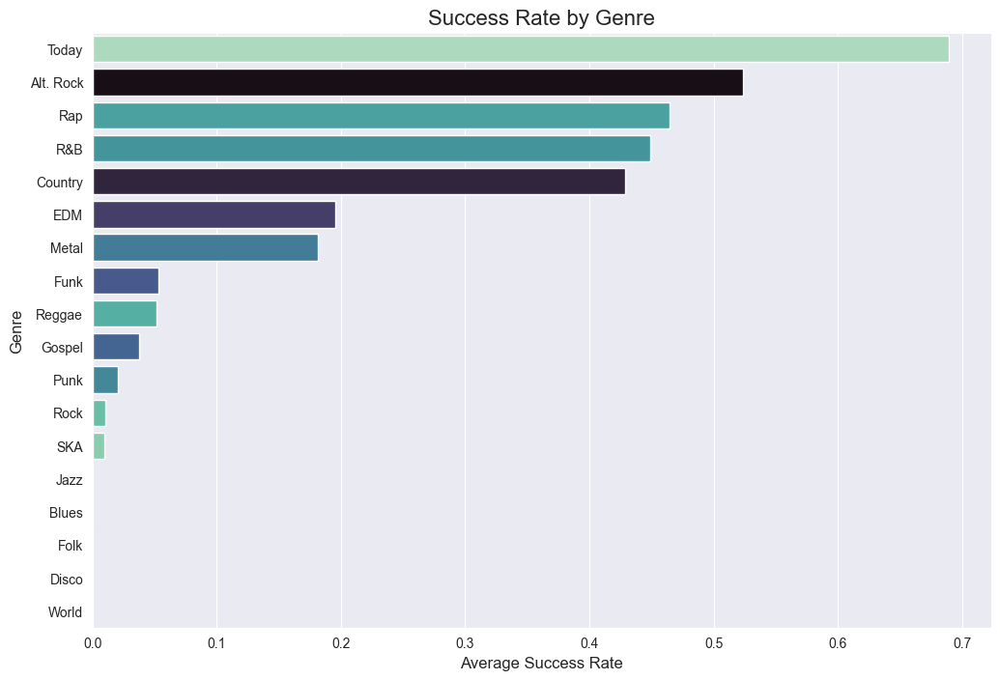 Success Rate by Genre
Genre
Today
Alt. Rock
Rap
R&B
Country
EDM
Metal
Funk
Reggae
Gospel
Punk
Rock
SKA
Jazz
Blues
Folk
Disco
World
0.0 0.1 0.2 0.3 0.4 0.5 0.6 0.7
Average Success Rate